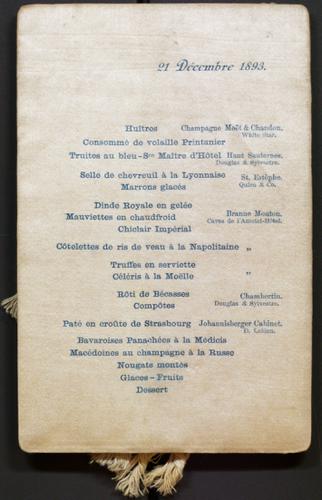 21 Décembre 1893.
Huîtres Champagne Moët & Chandon.
White Star.
Consommé de volaille Printanier
Truites au bleu-Sce Maître d'Hôtel Haut Sauternes.
Douglas & Sylvestre.
Selle de chevreuil à la Lyonnaise St. Estèphe.
Marrons glacés & Co.
Dinde Royale en gelée
Mauviettes en chaudfroid Branne Mouton.
Chiclair Impérial Caves de l'Amstel-Hôtel.
Côtelettes de ris de veau à la Napolitaine „
Truffes en serviette
Céléris à la Moëlle „
Rôti de Bécasses Chambertin.
Compôtes Douglas & Sylvestre.
Paté en croûte de Strasbourg Johannisberger Cabinet.
Bavaroises Panachées à la Médicis
Macédoines au champagne à la Russe
Nougats montés
Glaces - Fruits
Dessert